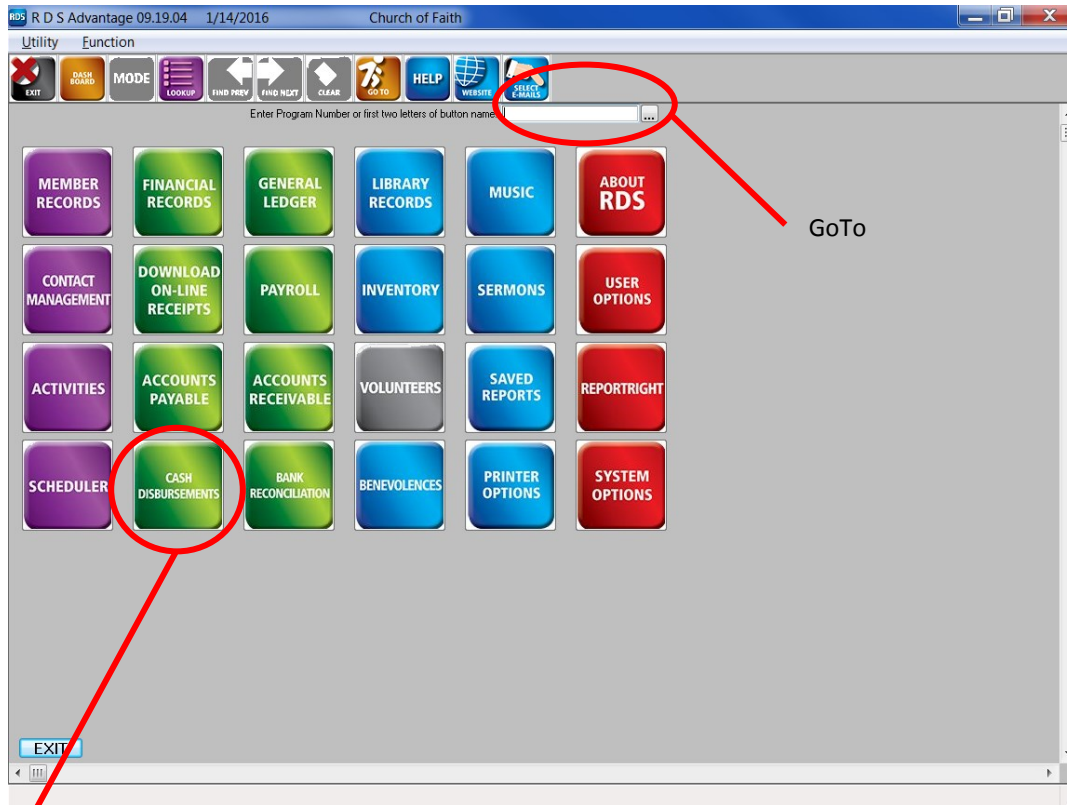 RDS R D S Advantage 09.19.04 1/14/2016 Church of Faith
Utility Function
EXIT
DASH
BOARD
MODE
LOOKUP
FIND PREV
FIND NEXT
CLEAR
GO TO
HELP
WEBSITE
SELECT
E-MAILS
Enter Program Number or first two letters of button name:
...
MEMBER
RECORDS
FINANCIAL
RECORDS
GENERAL
LEDGER
LIBRARY
RECORDS
MUSIC
ABOUT
RDS
GoTo
CONTACT
MANAGEMENT
DOWNLOAD
ON-LINE
RECEIPTS
PAYROLL
INVENTORY
SERMONS
USER
OPTIONS
ACTIVITIES
ACCOUNTS
PAYABLE
ACCOUNTS
RECEIVABLE
VOLUNTEERS
SAVED
REPORTS
REPORTRIGHT
SCHEDULER
CASH
DISBURSEMENTS
BANK
RECONCILIATION
BENEVOLENCES
PRINTER
OPTIONS
SYSTEM
OPTIONS
EXIT